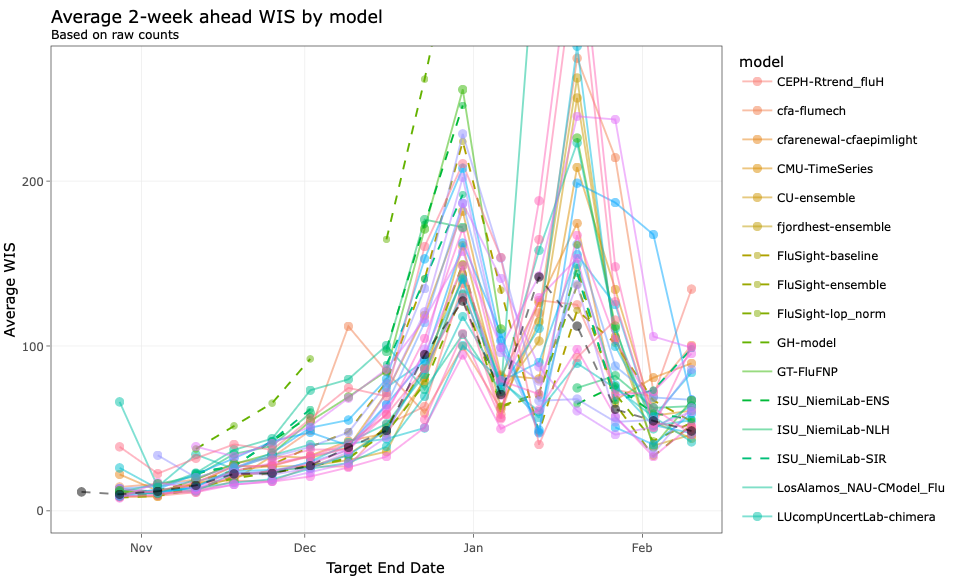 Average 2-week ahead WIS by model
Based on raw counts
Average WIS
200
100
0
Nov
Dec
Jan
Feb
Target End Date
model
CEPH-Rtrend_fluH
cfa-flumech
cfarenewal-cfaepimlight
CMU-TimeSeries
CU-ensemble
fjordhest-ensemble
FluSight-baseline
FluSight-ensemble
FluSight-lop_norm
GH-model
GT-FluFNP
ISU_NiemiLab-ENS
ISU_NiemiLab-NLH
ISU_NiemiLab-SIR
LosAlamos_NAU-CModel_Flu
LUcompUncertLab-chimera